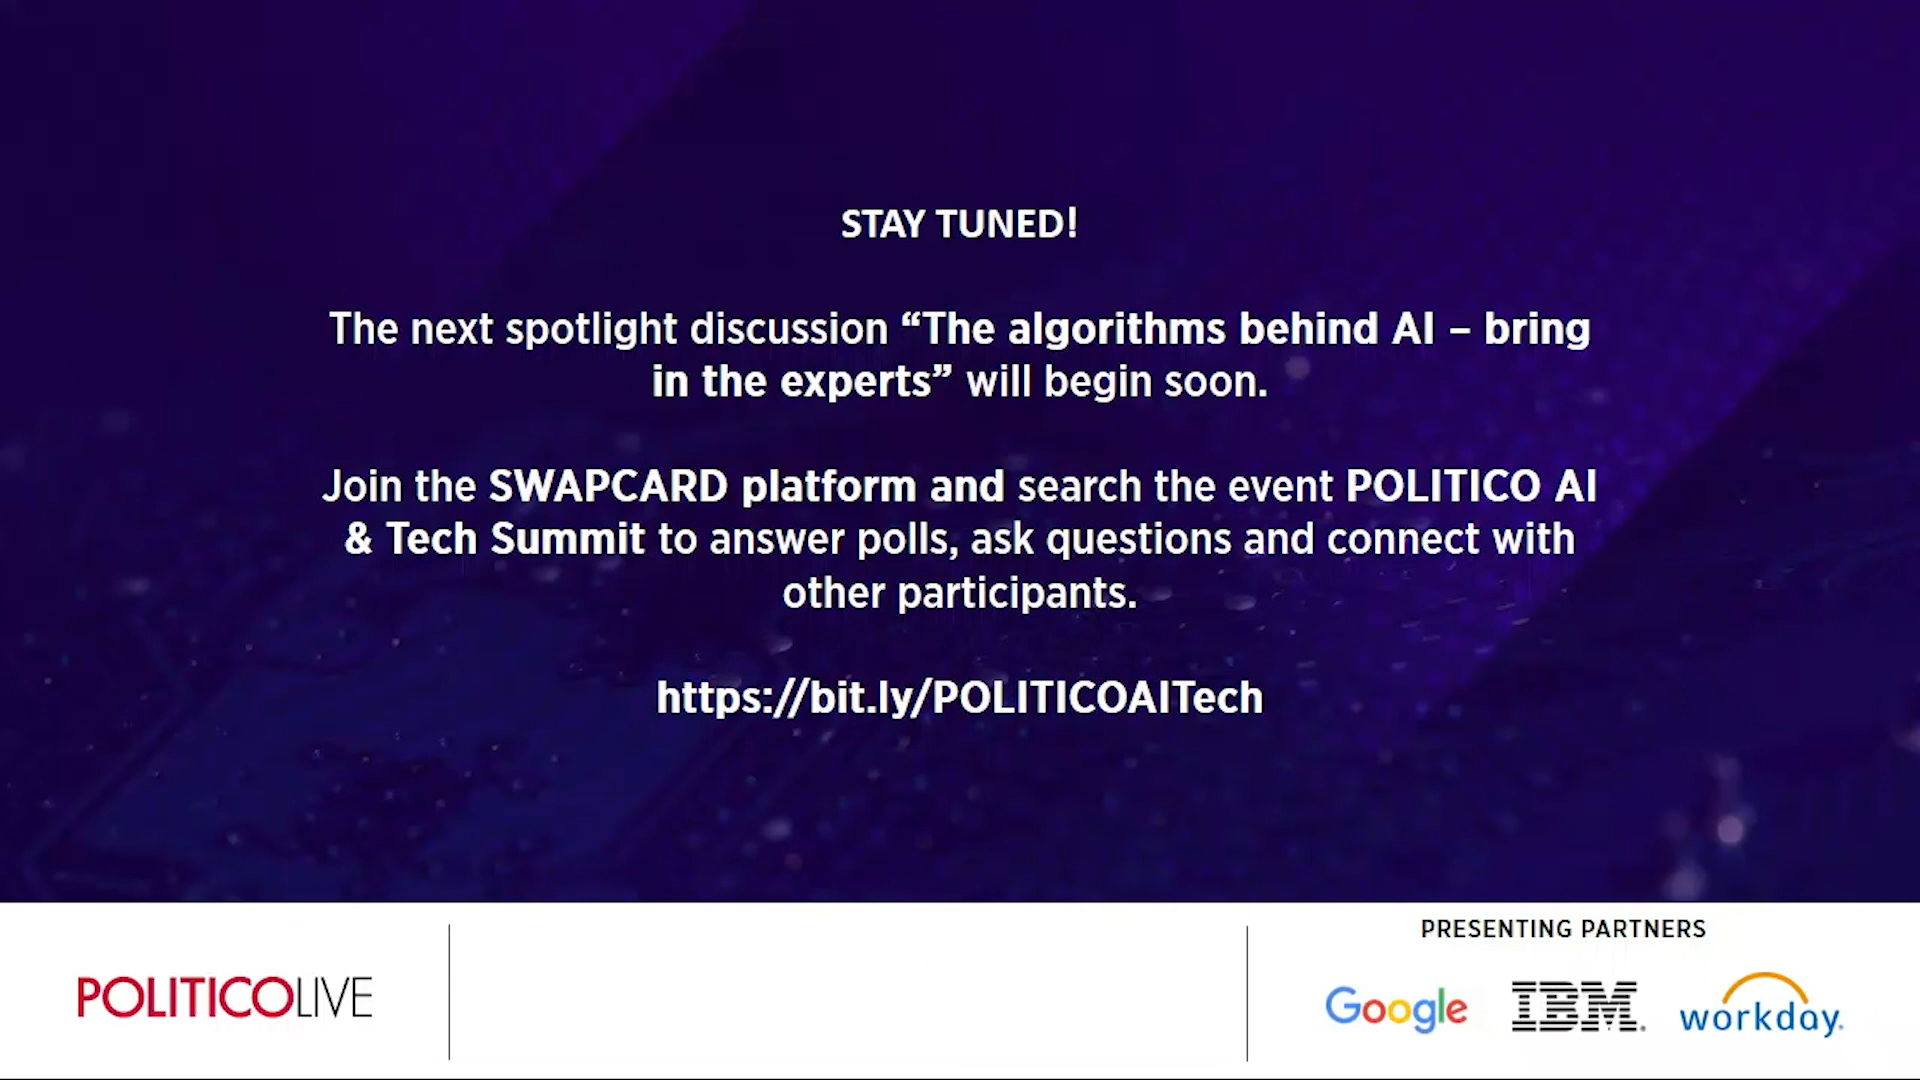 STAY TUNED!
The next spotlight discussion “The algorithms behind AI – bring
in the experts” will begin soon.
Join the SWAPCARD platform and search the event POLITICO AI
& Tech Summit to answer polls, ask questions and connect with
other participants.
https://bit.ly/POLITICOAITech
PRESENTING PARTNERS
POLITICOLIVE
Google IBM. workday.